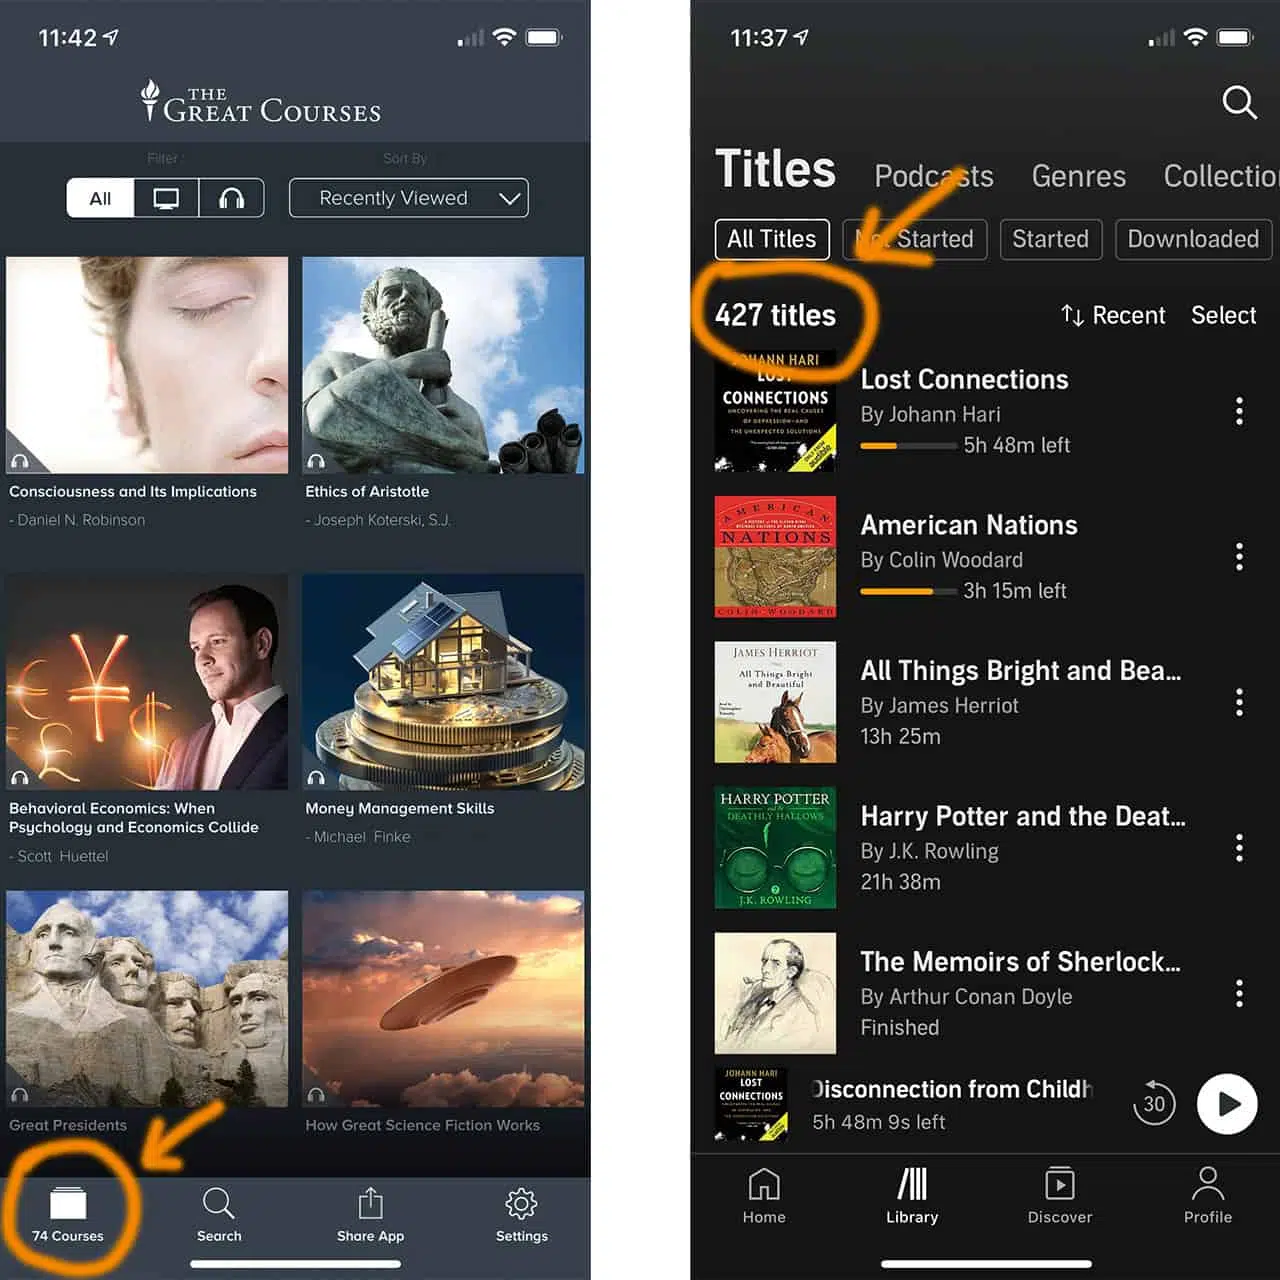 11:42
THE
GREAT COURSES
Filter :
Sort By
All
Recently Viewed
Consciousness and Its Implications
- Daniel N. Robinson
Ethics of Aristotle
- Joseph Koterski, S.J.
Behavioral Economics: When
Psychology and Economics Collide
- Scott Huettel
Money Management Skills
- Michael Finke
Great Presidents
How Great Science Fiction Works
74 Courses
Search
Share App
Settings
11:37
Titles
Podcasts
Genres
Collectio
All Titles
Not Started
Started
Downloaded
427 titles
Recent
Select
JOHANN HARI
LOST
CONNECTIONS
UNCOVERING THE REAL CAUSES
OF DEPRESSION—AND
THE UNEXPECTED SOLUTIONS
Lost Connections
By Johann Hari
5h 48m left
AMERICAN
NATIONS
COLIN WOODARD
American Nations
By Colin Woodard
3h 15m left
JAMES HERRIOT
All Things Bright
and Beautiful
All Things Bright and Bea...
By James Herriot
13h 25m
HARRY POTTER
and the
DEATHLY HALLOWS
7
J.K. ROWLING
Harry Potter and the Deat...
By J.K. Rowling
21h 38m
The Memoirs of Sherlock...
By Arthur Conan Doyle
Finished
JOHANN HARI
LOST
CONNECTIONS
Disconnection from Childh
5h 48m 9s left
30
Home
Library
Discover
Profile